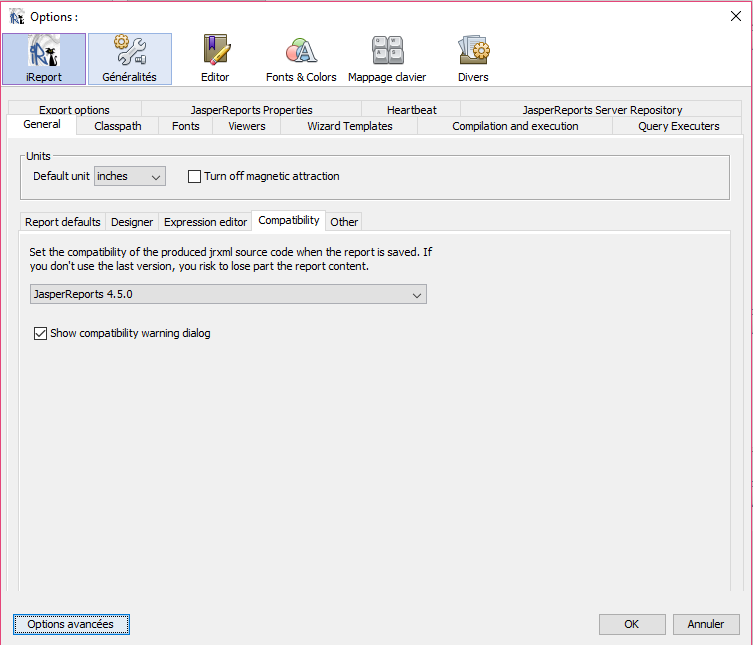 Options :
iReport
Généralités
Editor
Fonts & Colors
Mappage clavier
Divers
Export options
JasperReports Properties
Heartbeat
JasperReports Server Repository
General
Classpath
Fonts
Viewers
Wizard Templates
Compilation and execution
Query Executers
Units
Default unit
inches
Turn off magnetic attraction
Report defaults
Designer
Expression editor
Compatibility
Other
Set the compatibility of the produced jrxml source code when the report is saved. If
you don't use the last version, you risk to lose part the report content.
JasperReports 4.5.0
Show compatibility warning dialog
Options avancées
OK
Annuler